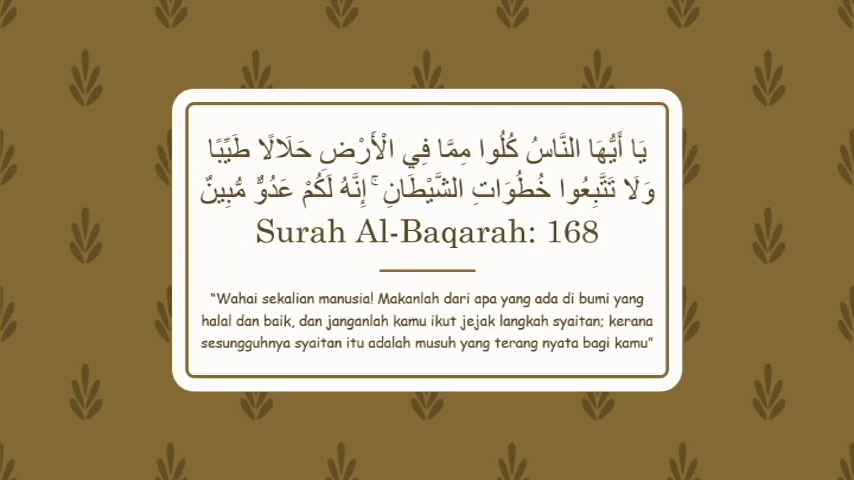 يَا أَيُّهَا النَّاسُ كُلُوا مِمَّا فِي الْأَرْضِ حَلَالًا طَيِّبًا
وَلَا تَتَّبِعُوا خُطُوَاتِ الشَّيْطَانِ ۚ إِنَّهُ لَكُمْ عَدُوٌّ مُّبِينٌ
Surah Al-Baqarah: 168
“Wahai sekalian manusia! Makanlah dari apa yang ada di bumi yang
halal dan baik, dan janganlah kamu ikut jejak langkah syaitan; kerana
sesungguhnya syaitan itu adalah musuh yang terang nyata bagi kamu”